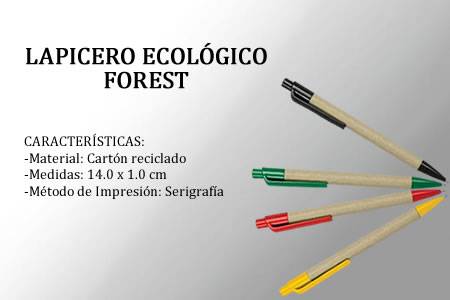 LAPICERO ECOLÓGICO
FOREST
CARACTERÍSTICAS:
-Material: Cartón reciclado
-Medidas: 14.0 x 1.0 cm
-Método de Impresión: Serigrafía